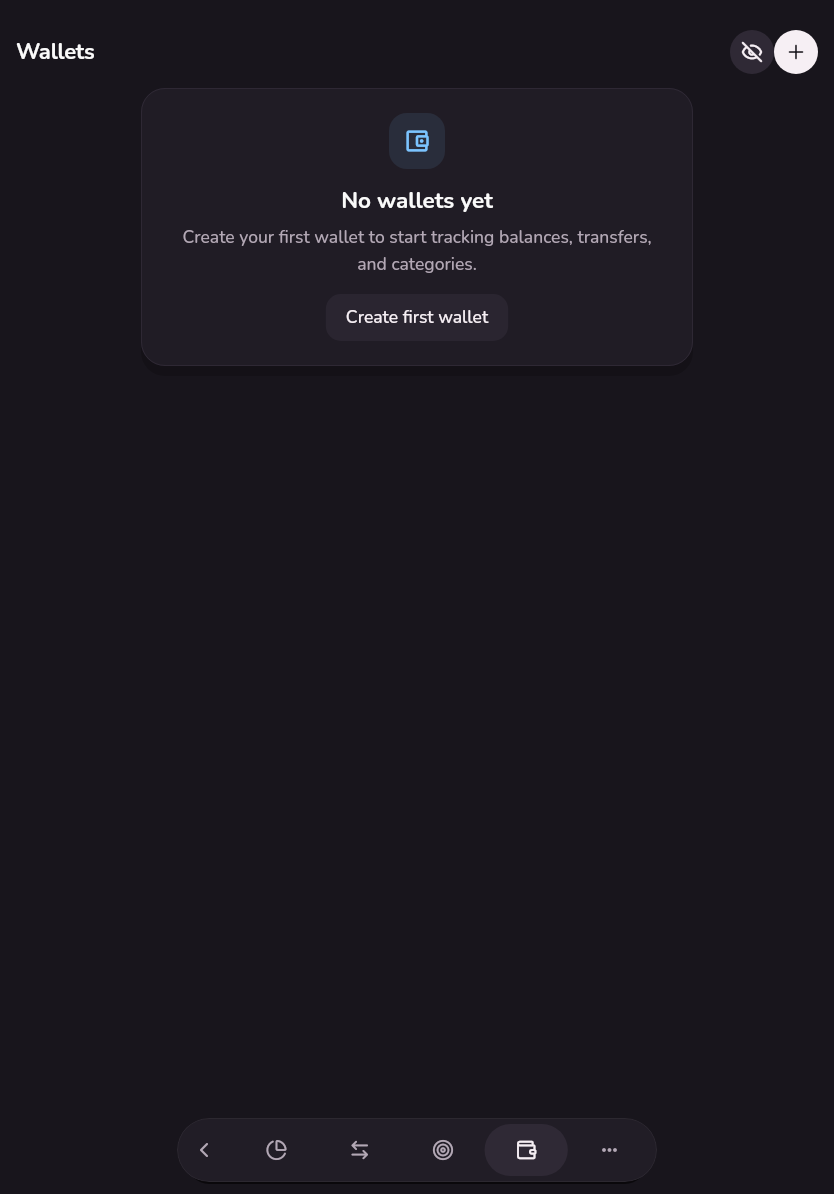 Wallets
No wallets yet
Create your first wallet to start tracking balances, transfers,
and categories.
Create first wallet